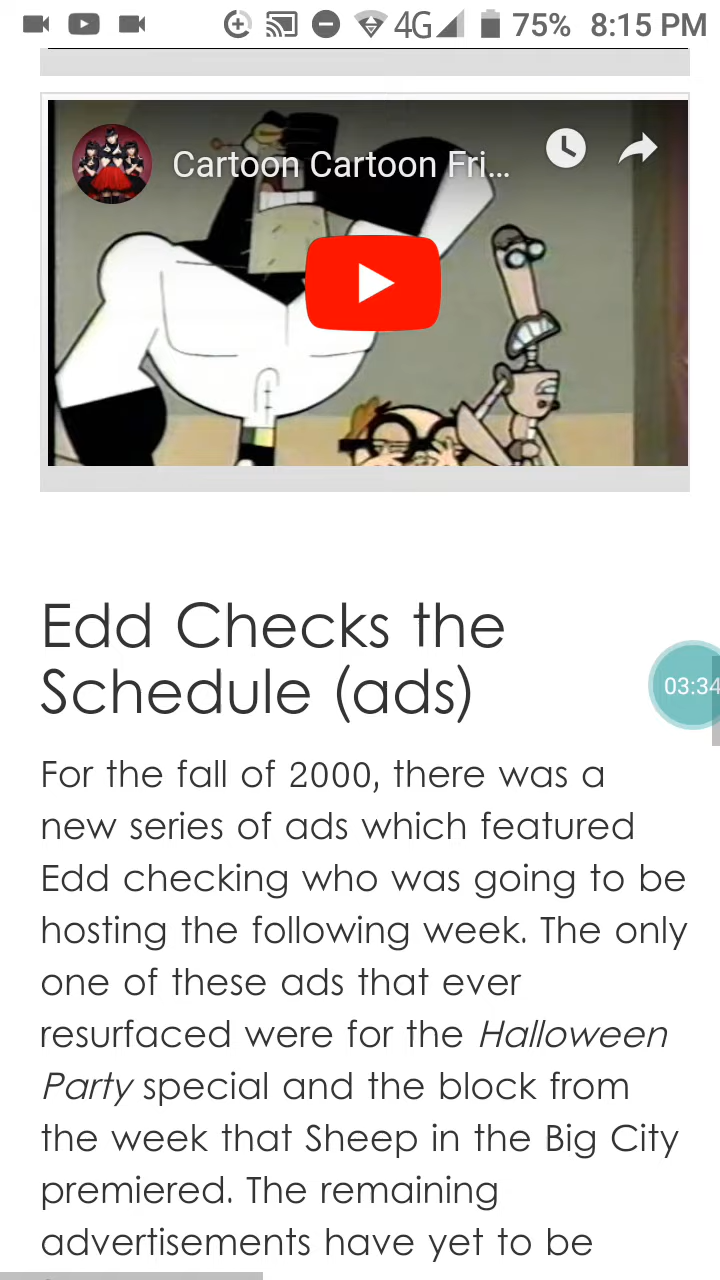 4G 75% 8:15 PM
Cartoon Cartoon Fri...
Edd Checks the
Schedule (ads)
03:34
For the fall of 2000, there was a
new series of ads which featured
Edd checking who was going to be
hosting the following week. The only
one of these ads that ever
resurfaced were for the Halloween
Party special and the block from
the week that Sheep in the Big City
premiered. The remaining
advertisements have yet to be